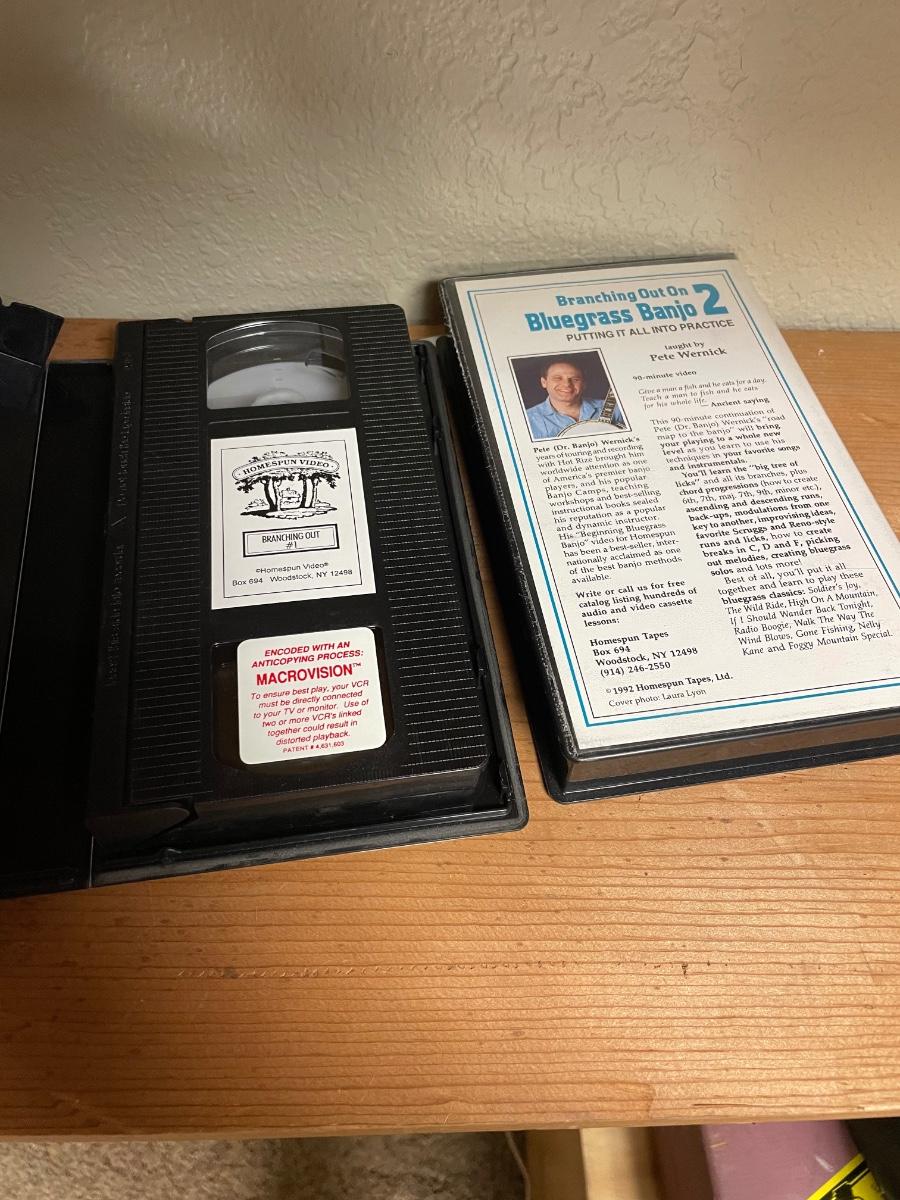 HOMESPUN VIDEO
BRANCHING OUT
#1
©Homespun Video®
Box 694 Woodstock, NY 12498
ENCODED WITH AN
ANTICOPYING PROCESS:
MACROVISION™
To ensure best play, your VCR
must be directly connected
to your TV or monitor. Use of
two or more VCR's linked
together could result in
distorted playback.
PATENT # 4,631,603
Branching Out On
Bluegrass Banjo 2
PUTTING IT ALL INTO PRACTICE
taught by
Pete Wernick
90-minute video
Give a man a fish and he eats for a day.
Teach a man to fish and he eats
for his whole life.
— Ancient saying
Pete (Dr. Banjo) Wernick's
years of touring and recording
with Hot Rize brought him
worldwide attention as one
of America's premier banjo
players, and his popular
Banjo Camps, teaching
workshops and best-selling
instructional books sealed
his reputation as a popular
and dynamic instructor.
His "Beginning Bluegrass
Banjo" video for Homespun
has been a best-seller, inter-
nationally acclaimed as one
of the best banjo methods
available.
Write or call us for free
catalog listing hundreds of
audio and video cassette
lessons:
Homespun Tapes
Box 694
Woodstock, NY 12498
(914) 246-2550
© 1992 Homespun Tapes, Ltd.
Cover photo: Laura Lyon
This 90-minute continuation of
Pete (Dr. Banjo) Wernick's "road
map to the banjo" will bring
your playing to a whole new
level as you learn to use his
techniques in your favorite songs
and instrumentals.
You'll learn the "big tree of
licks" and all its branches, plus
chord progressions (how to create
6th, 7th, maj. 7th, 9th, minor etc.),
ascending and descending runs,
back-ups, modulations from one
key to another, improvising ideas,
favorite Scruggs and Reno-style
runs and licks, how to create
breaks in C, D and F, picking
out melodies, creating bluegrass
solos and lots more!
Best of all, you'll put it all
together and learn to play these
bluegrass classics: Soldier's Joy,
The Wild Ride, High On A Mountain,
If I Should Wander Back Tonight,
Radio Boogie, Walk The Way The
Wind Blows, Gone Fishing, Nelly
Kane and Foggy Mountain Special.